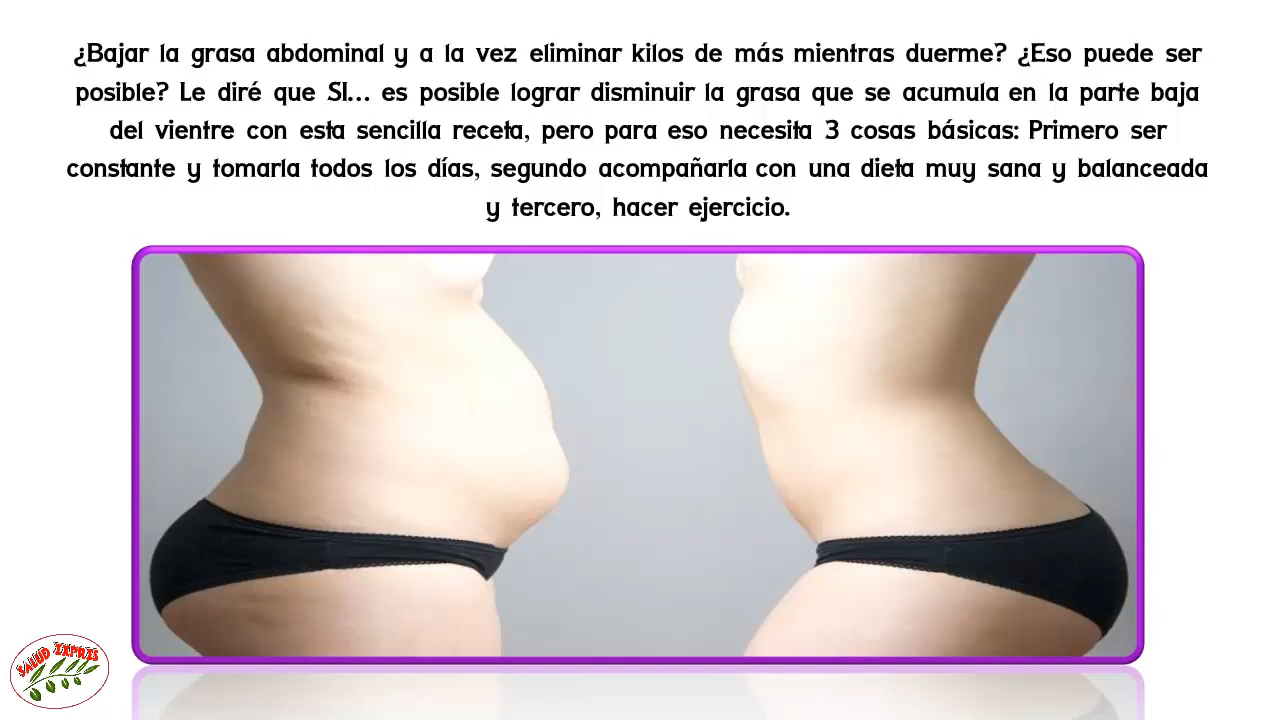 ¿Bajar la grasa abdominal y a la vez eliminar kilos de más mientras duerme? ¿Eso puede ser
posible? Le diré que SI... es posible lograr disminuir la grasa que se acumula en la parte baja
del vientre con esta sencilla receta, pero para eso necesita 3 cosas básicas: Primero ser
constante y tomarla todos los días, segundo acompañarla con una dieta muy sana y balanceada
y tercero, hacer ejercicio.
SALUD EXPRÉS